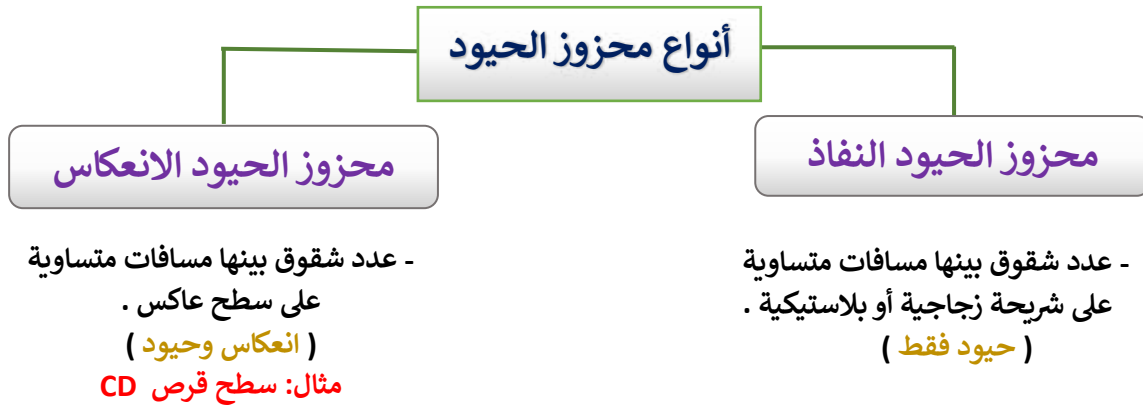 أنواع محزوز الحيود
محزوز الحيود النفاذ
- عدد شقوق بينها مسافات متساوية
على شريحة زجاجية أو بلاستيكية .
( حيود فقط )
محزوز الحيود الانعكاس
- عدد شقوق بينها مسافات متساوية
على سطح عاكس .
( انعكاس وحيود )
مثال: سطح قرص CD